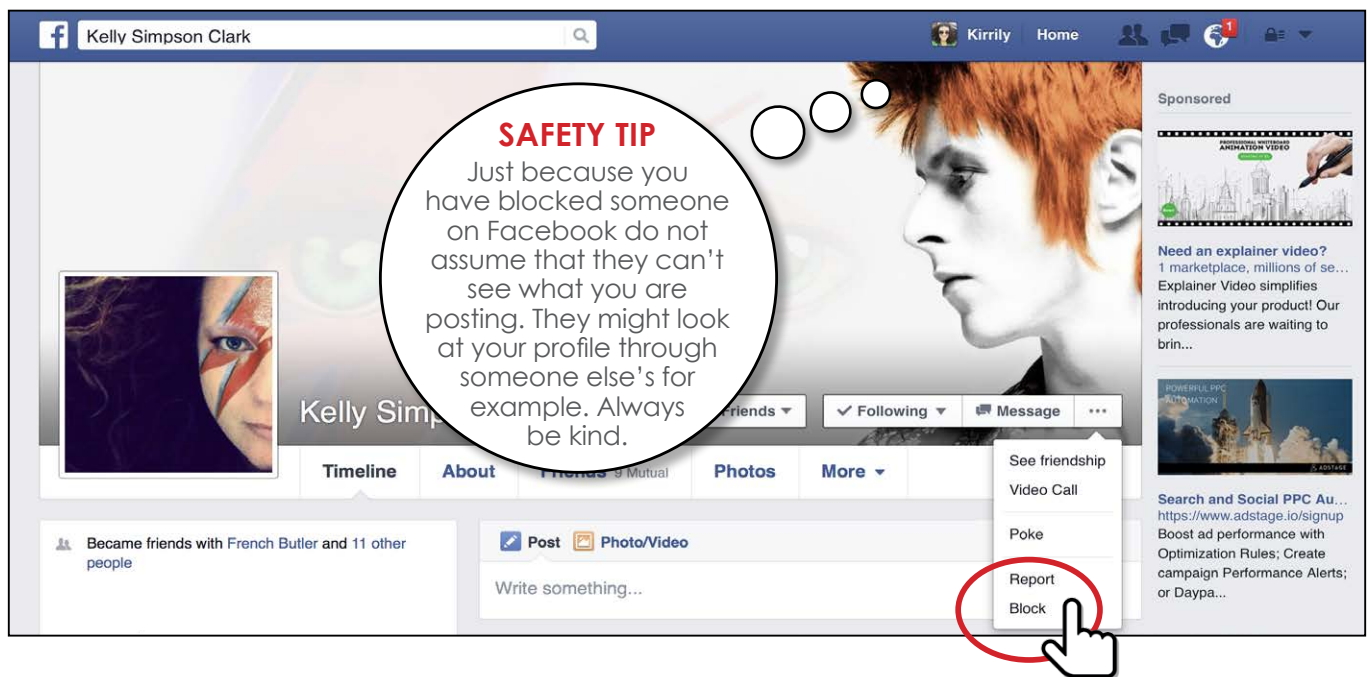 f
Kelly Simpson Clark
Kirrily
Home
1
Sponsored
SAFETY TIP
Just because you
have blocked someone
on Facebook do not
assume that they can't
see what you are
posting. They might look
at your profile through
someone else's for
example. Always
be kind.
PROFESSIONAL WHITEBOARD
ANIMATION VIDEO
Need an explainer video?
1 marketplace, millions of se...
Explainer Video simplifies
introducing your product! Our
professionals are waiting to
brin...
Kelly Sim
Friends
Following
Message
...
See friendship
Video Call
Poke
Report
Block
Timeline
About
Friends 9 Mutual
Photos
More
POWERFUL PPC
AUTOMATION
ADSTAGE
Search and Social PPC Au...
https://www.adstage.io/signup
Boost ad performance with
Optimization Rules; Create
campaign Performance Alerts;
or Daypa...
Became friends with French Butler and 11 other
people
Post
Photo/Video
Write something...